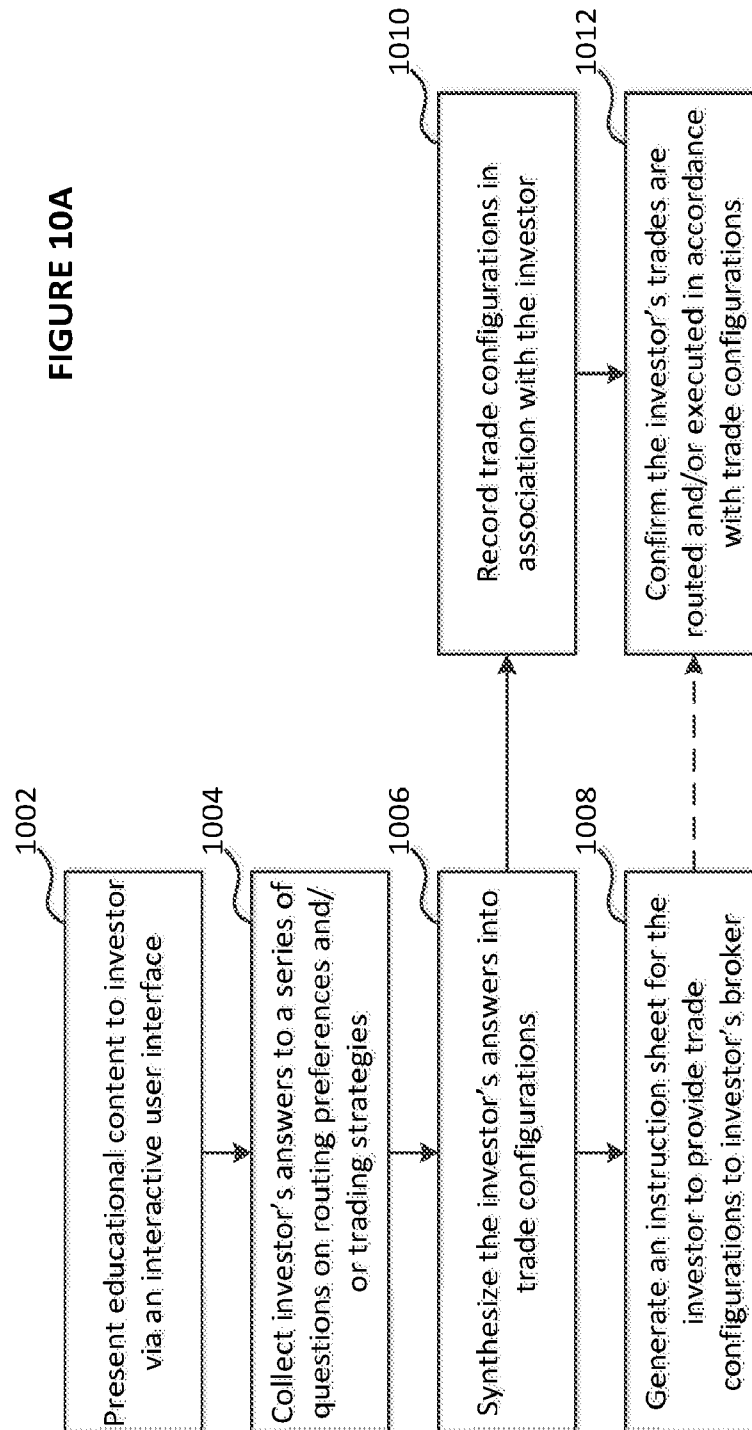 FIGURE 10A
1002
Present educational content to investor
via an interactive user interface
1004
Collect investor's answers to a series of
questions on routing preferences and/
or trading strategies
1006
Synthesize the investor's answers into
trade configurations
1008
Generate an instruction sheet for the
investor to provide trade
configurations to investor's broker
1010
Record trade configurations in
association with the investor
1012
Confirm the investor's trades are
routed and/or executed in accordance
with trade configurations